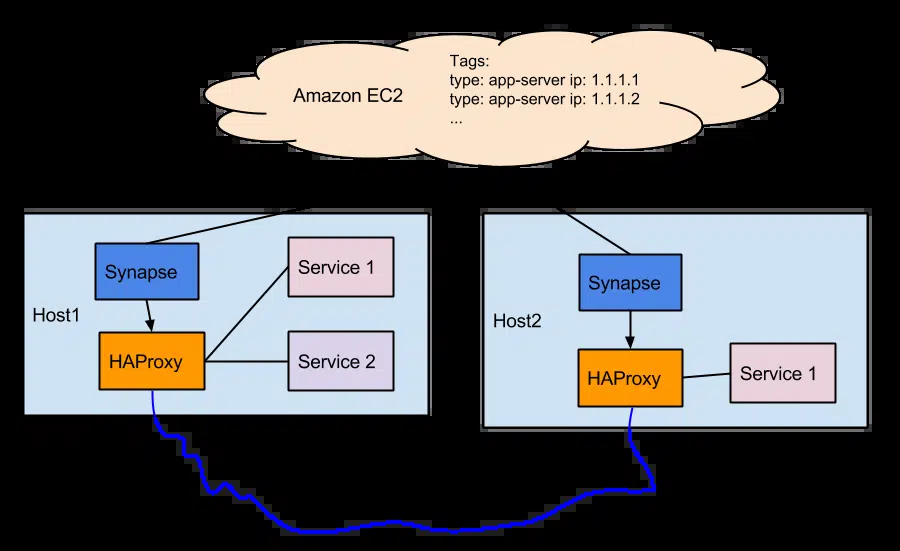 Amazon EC2
Tags:
type: app-server ip: 1.1.1.1
type: app-server ip: 1.1.1.2
...
Host1
Synapse
HAProxy
Service 1
Service 2
Host2
Synapse
HAProxy
Service 1